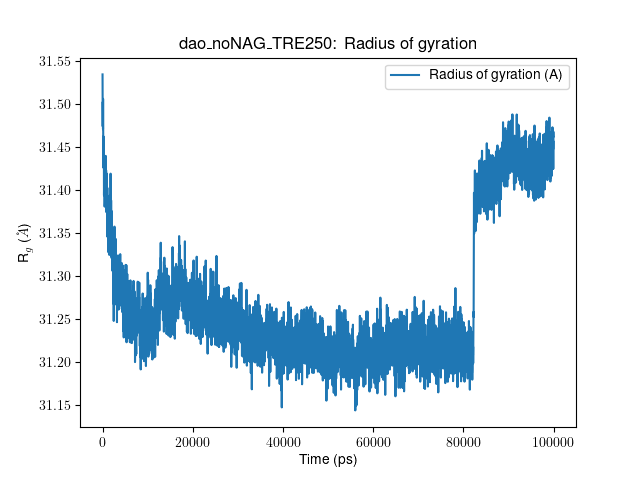 dao_noNAG_TRE250: Radius of gyration
Radius of gyration (A)
31.55
31.50
31.45
31.40
31.35
31.30
31.25
31.20
31.15
R_g (Å)
0 20000 40000 60000 80000 100000
Time (ps)